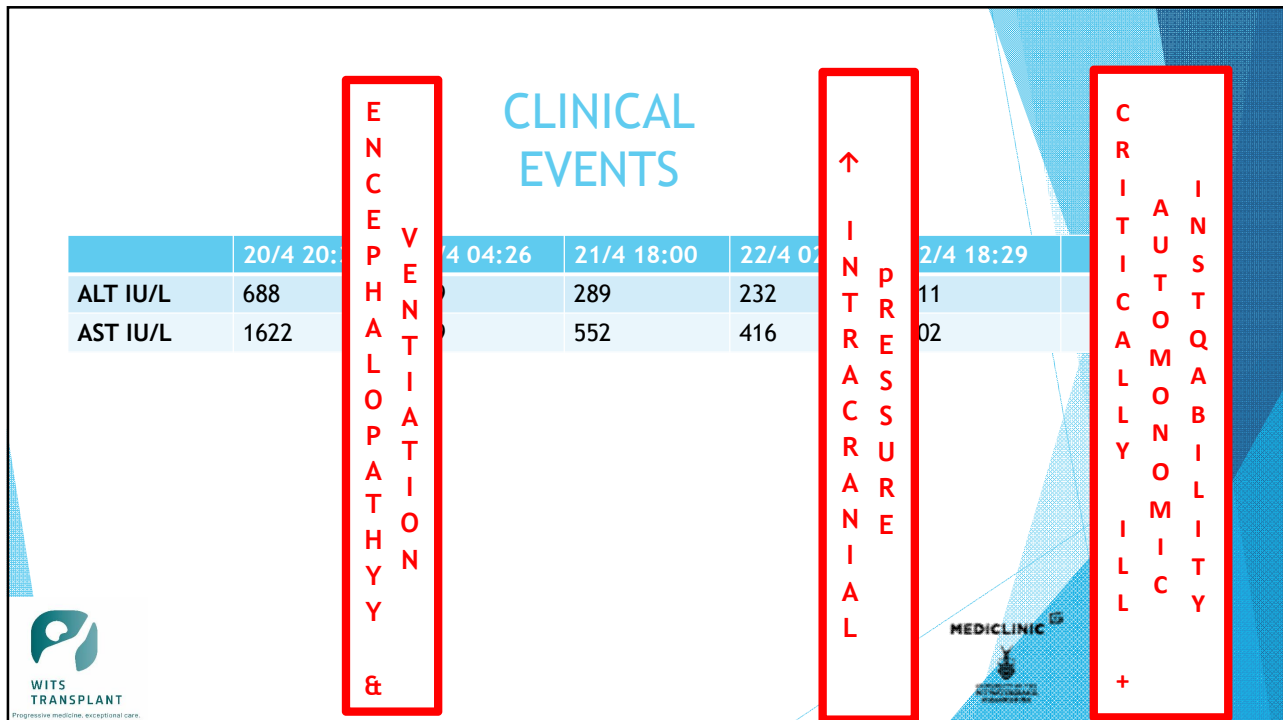 CLINICAL
EVENTS
20/4 20: /4 04:26 21/4 18:00 22/4 02 2/4 18:29
ALT IU/L 688 289 232 11
AST IU/L 1622 552 416 02
ENCEPHALOPATHYY &
VENTIATION
↑ INTRACRANIAL
pRESSURE
CRITICALLY ILL +
AUTOMONOMIC
INSTQABILITY
WITS
TRANSPLANT
Progressive medicine, exceptional care.
MEDICLINIC